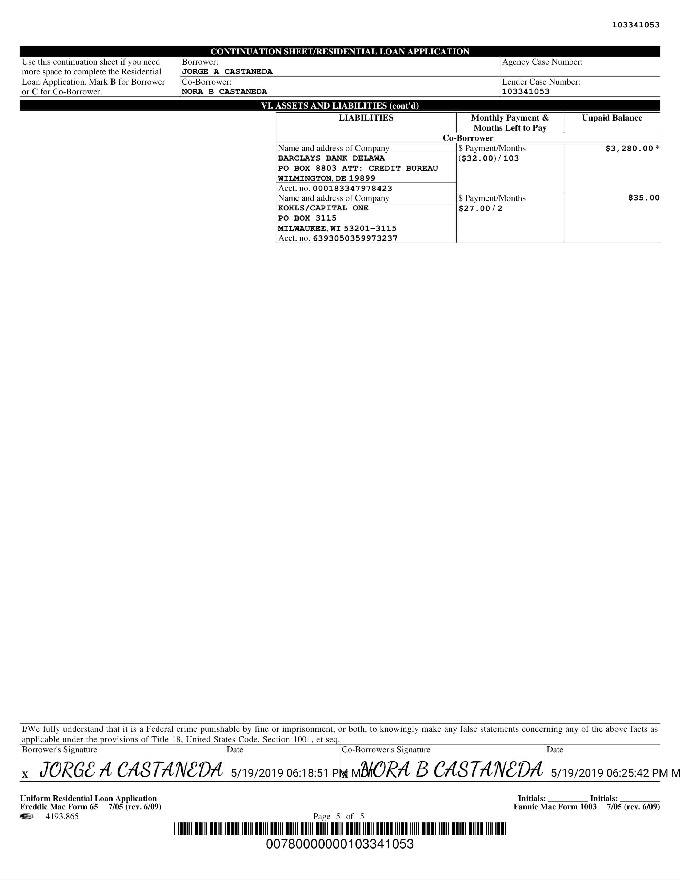 103341053
CONTINUATION SHEET/RESIDENTIAL LOAN APPLICATION
Use this continuation sheet if you need
more space to complete the Residential
Loan Application. Mark B for Borrower
or C for Co-Borrower.
Borrower:
JORGE A CASTANEDA
Co-Borrower:
NORA B CASTANEDA
Agency Case Number:
Lender Case Number:
103341053
VI. ASSETS AND LIABILITIES (cont'd)
LIABILITIES
Monthly Payment &
Months Left to Pay
Unpaid Balance
Co-Borrower
Name and address of Company
BARCLAYS BANK DELAWA
PO BOX 8803 ATT: CREDIT BUREAU
WILMINGTON, DE 19899
Acct. no. 000183347978423
$ Payment/Months
($32.00)/103
$3,280.00*
Name and address of Company
KOHLS/CAPITAL ONE
PO BOX 3115
MILWAUKEE, WI 53201-3115
Acct. no. 6393050359973237
$ Payment/Months
$27.00/2
$35.00
I/We fully understand that it is a Federal crime punishable by fine or imprisonment, or both, to knowingly make any false statements concerning any of the above facts as
applicable under the provisions of Title 18, United States Code, Section 1001, et seq.
Borrower's Signature Date Co-Borrower's Signature Date
X JORGE A CASTANEDA 5/19/2019 06:18:51 PM NORA B CASTANEDA 5/19/2019 06:25:42 PM M
Uniform Residential Loan Application
Freddie Mac Form 65 7/05 (rev. 6/09)
4193.865
Page 5 of 5
Initials: Initials:
Fannie Mae Form 1003 7/05 (rev. 6/09)
00780000000103341053